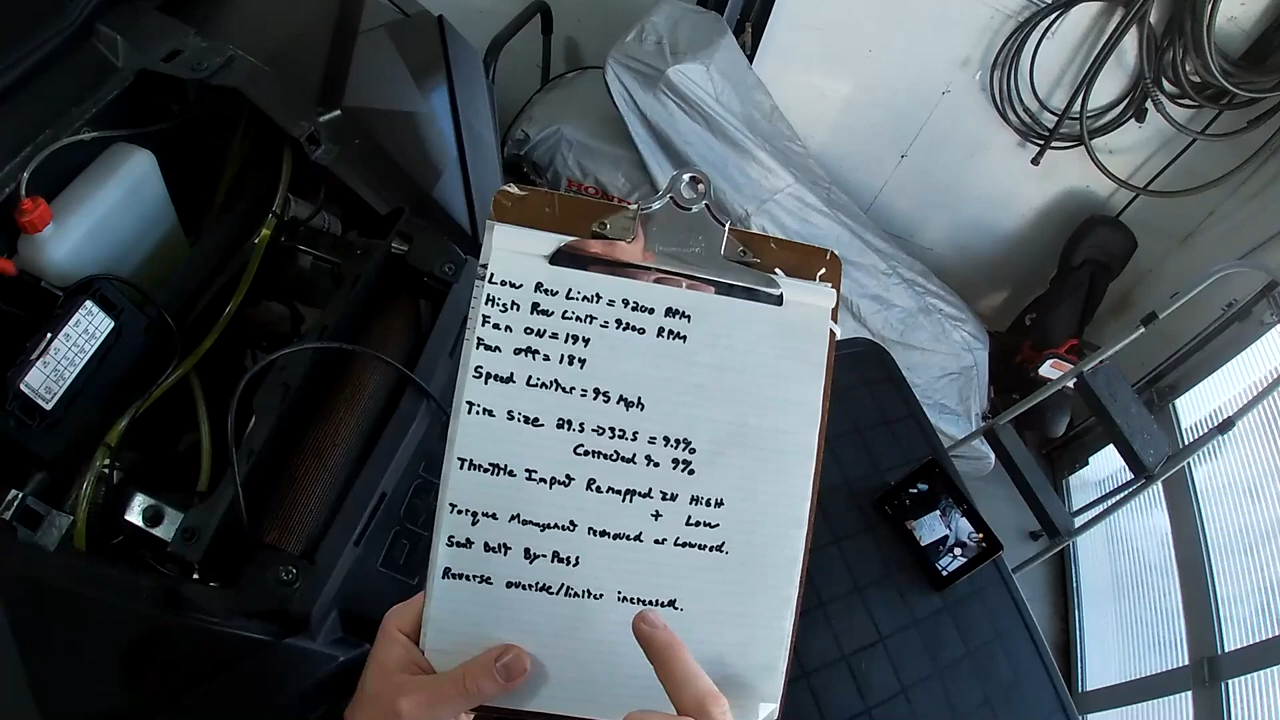 HONDA
Low Rev Limit = 9200 RPM
High Rev Limit = 9200 RPM
Fan ON = 194
Fan off = 184
Speed Limiter = 95 Mph
Tire Size 29.5 → 32.5 = 9.9%
Corrected to 9%
Throttle Input Remapped IN HIGH
+ Low
Torque Management removed or Lowered.
Seat Belt By-Pass
Reverse overide/limiter increased.